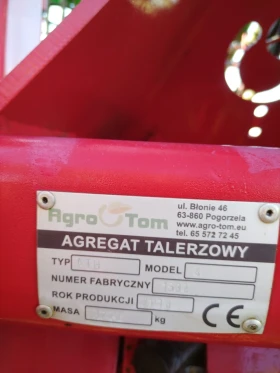 Agro Tom
ul. Błonie 46
63-860 Pogorzela
www.agro-tom.eu
tel. 65 572 72 45
AGREGAT TALERZOWY
TYP MODEL
NUMER FABRYCZNY
ROK PRODUKCJI
MASA kg
CE